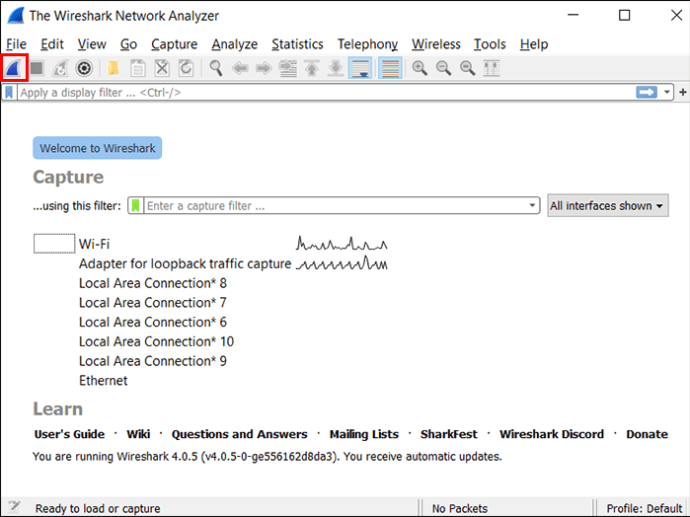 The Wireshark Network Analyzer
File Edit View Go Capture Analyze Statistics Telephony Wireless Tools Help
Apply a display filter ... <Ctrl-/>
Welcome to Wireshark
Capture
...using this filter: Enter a capture filter ... All interfaces shown
Wi-Fi
Adapter for loopback traffic capture
Local Area Connection* 8
Local Area Connection* 7
Local Area Connection* 6
Local Area Connection* 10
Local Area Connection* 9
Ethernet
Learn
User's Guide · Wiki · Questions and Answers · Mailing Lists · SharkFest · Wireshark Discord · Donate
You are running Wireshark 4.0.5 (v4.0.5-0-ge556162d8da3). You receive automatic updates.
Ready to load or capture No Packets Profile: Default